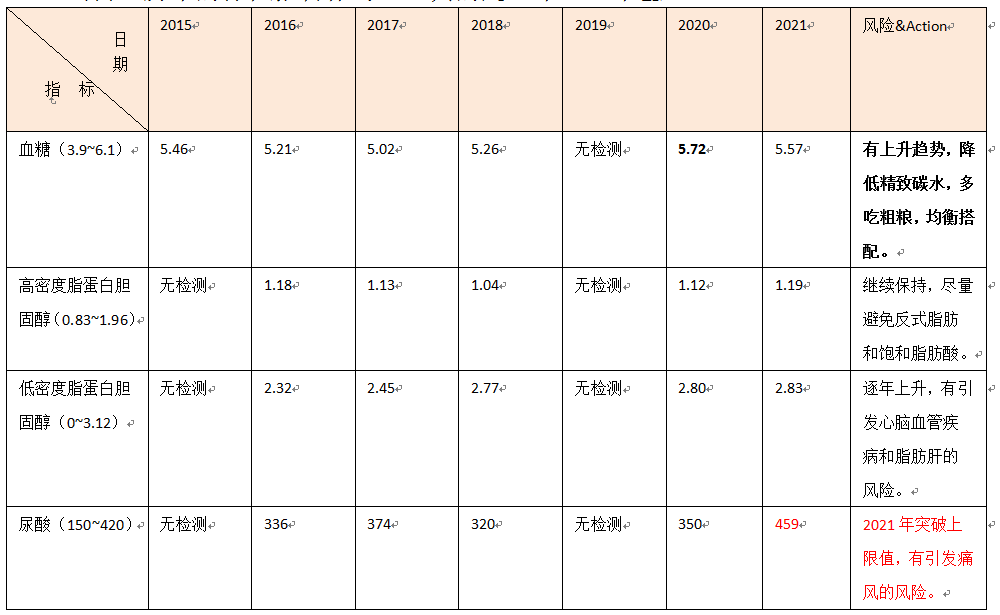 日
期
指 标
2015
2016
2017
2018
2019
2020
2021
风险&Action
血糖（3.9~6.1）
5.46
5.21
5.02
5.26
无检测
5.72
5.57
有上升趋势，降
低精致碳水，多
吃粗粮，均衡搭
配。
高密度脂蛋白胆
固醇（0.83~1.96）
无检测
1.18
1.13
1.04
无检测
1.12
1.19
继续保持，尽量
避免反式脂肪
和饱和脂肪酸。
低密度脂蛋白胆
固醇（0~3.12）
无检测
2.32
2.45
2.77
无检测
2.80
2.83
逐年上升，有引
发心脑血管疾
病和脂肪肝的
风险。
尿酸（150~420）
无检测
336
374
320
无检测
350
459
2021 年突破上
限值，有引发痛
风的风险。